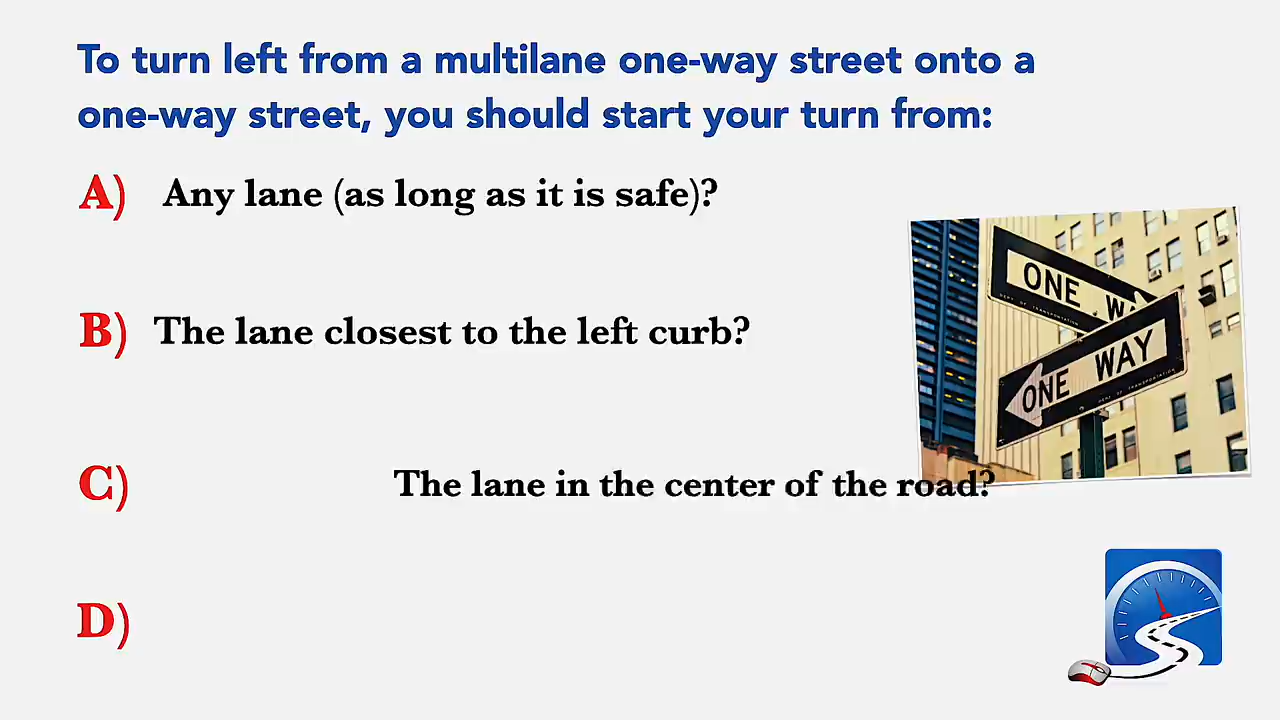 To turn left from a multilane one-way street onto a
one-way street, you should start your turn from:
A) Any lane (as long as it is safe)?
B) The lane closest to the left curb?
ONE WA
ONE WAY
C) The lane in the center of the road?
D)